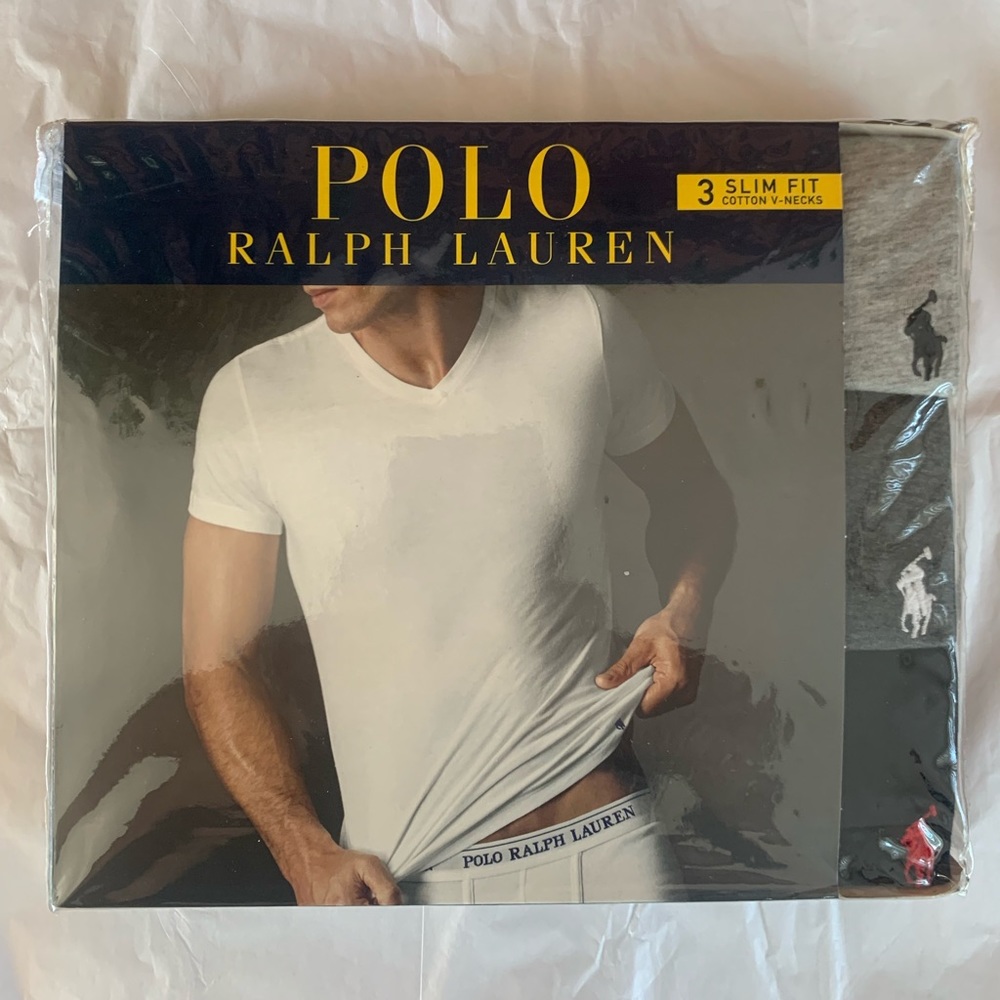 POLO
RALPH LAUREN
3 SLIM FIT
COTTON V-NECKS
POLO RALPH LAUREN